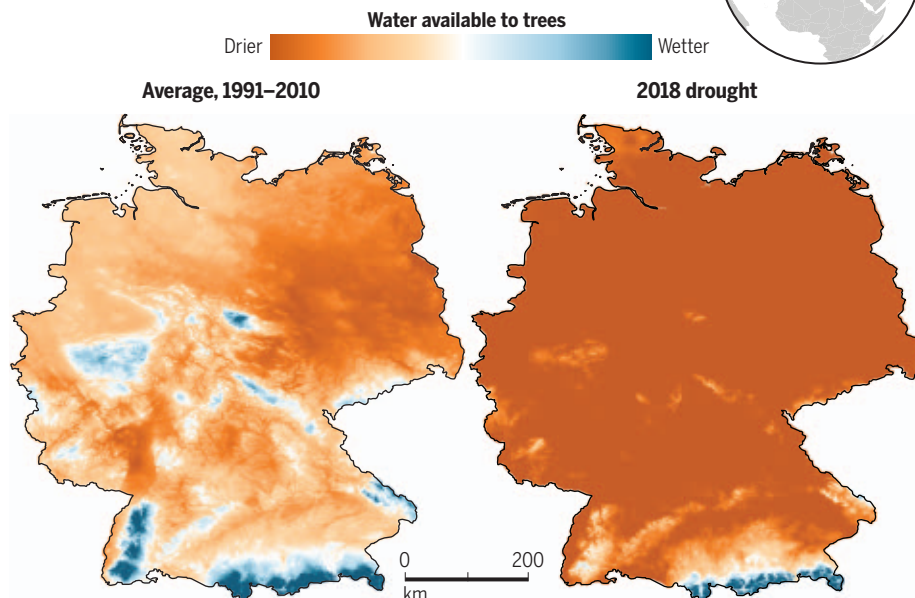 Water available to trees
Drier Wetter
Average, 1991–2010 2018 drought
0 200
km